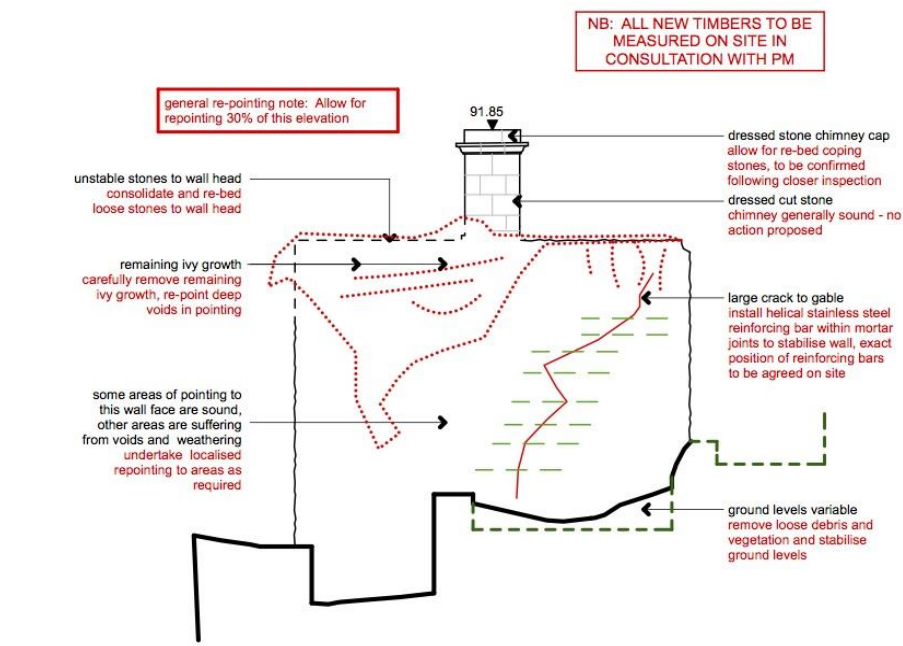 NB: ALL NEW TIMBERS TO BE
MEASURED ON SITE IN
CONSULTATION WITH PM
general re-pointing note: Allow for
repointing 30% of this elevation
91.85
unstable stones to wall head
consolidate and re-bed
loose stones to wall head
remaining ivy growth
carefully remove remaining
ivy growth, re-point deep
voids in pointing
some areas of pointing to
this wall face are sound,
other areas are suffering
from voids and weathering
undertake localised
repointing to areas as
required
dressed stone chimney cap
allow for re-bed coping
stones, to be confirmed
following closer inspection
dressed cut stone
chimney generally sound - no
action proposed
large crack to gable
install helical stainless steel
reinforcing bar within mortar
joints to stabilise wall, exact
position of reinforcing bars
to be agreed on site
ground levels variable
remove loose debris and
vegetation and stabilise
ground levels